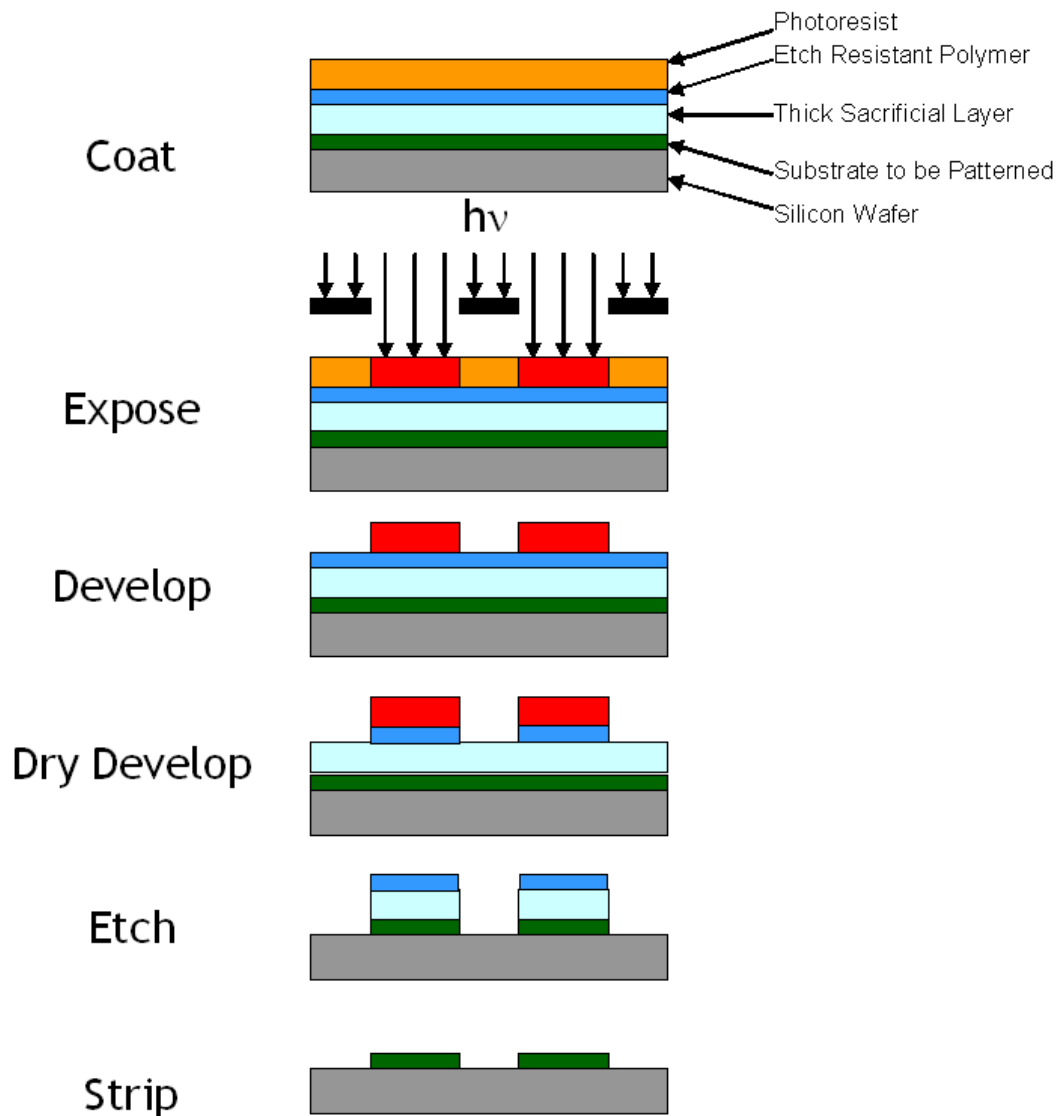 Photoresist
Etch Resistant Polymer
Thick Sacrificial Layer
Substrate to be Patterned
Silicon Wafer
Coat
hν
Expose
Develop
Dry Develop
Etch
Strip